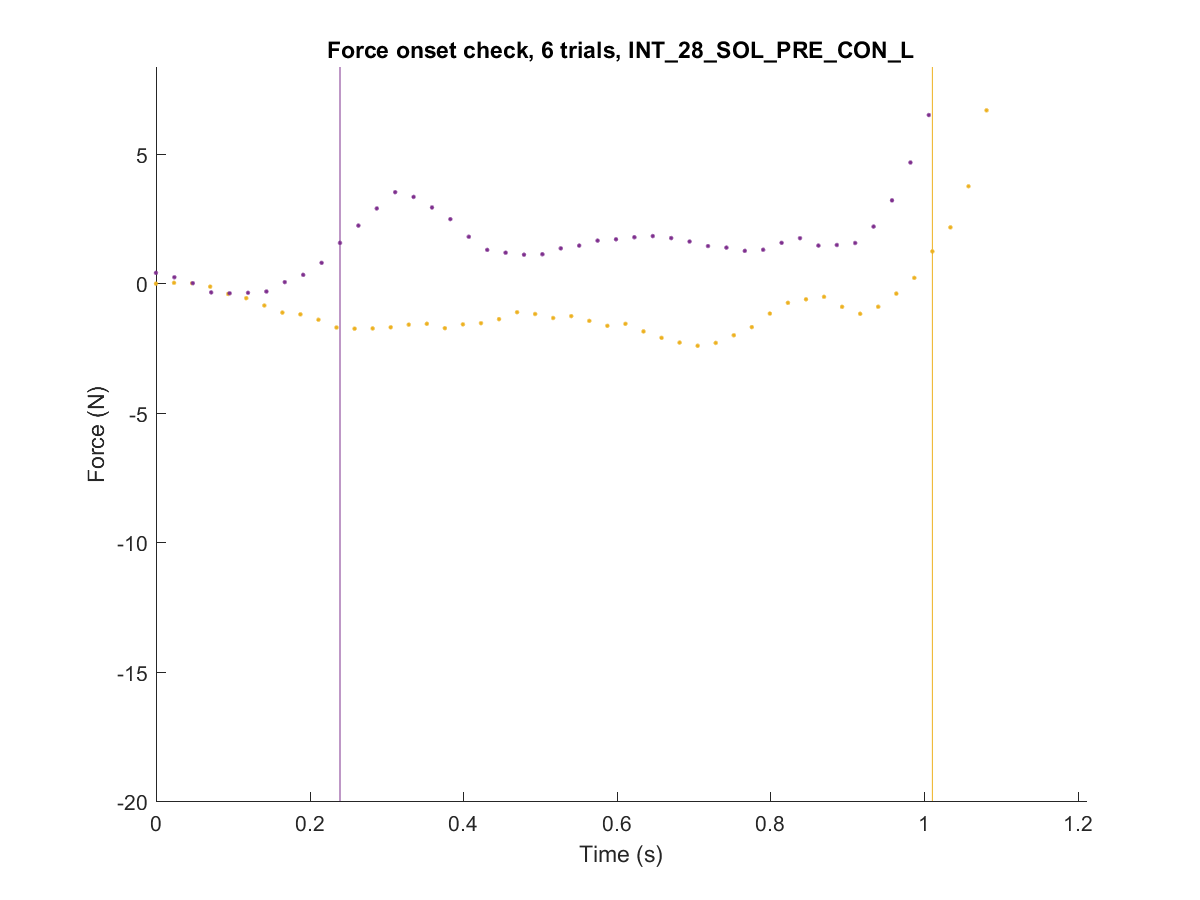 Force onset check, 6 trials, INT_28_SOL_PRE_CON_L
Force (N)
5
0
-5
-10
-15
-20
0 0.2 0.4 0.6 0.8 1 1.2
Time (s)